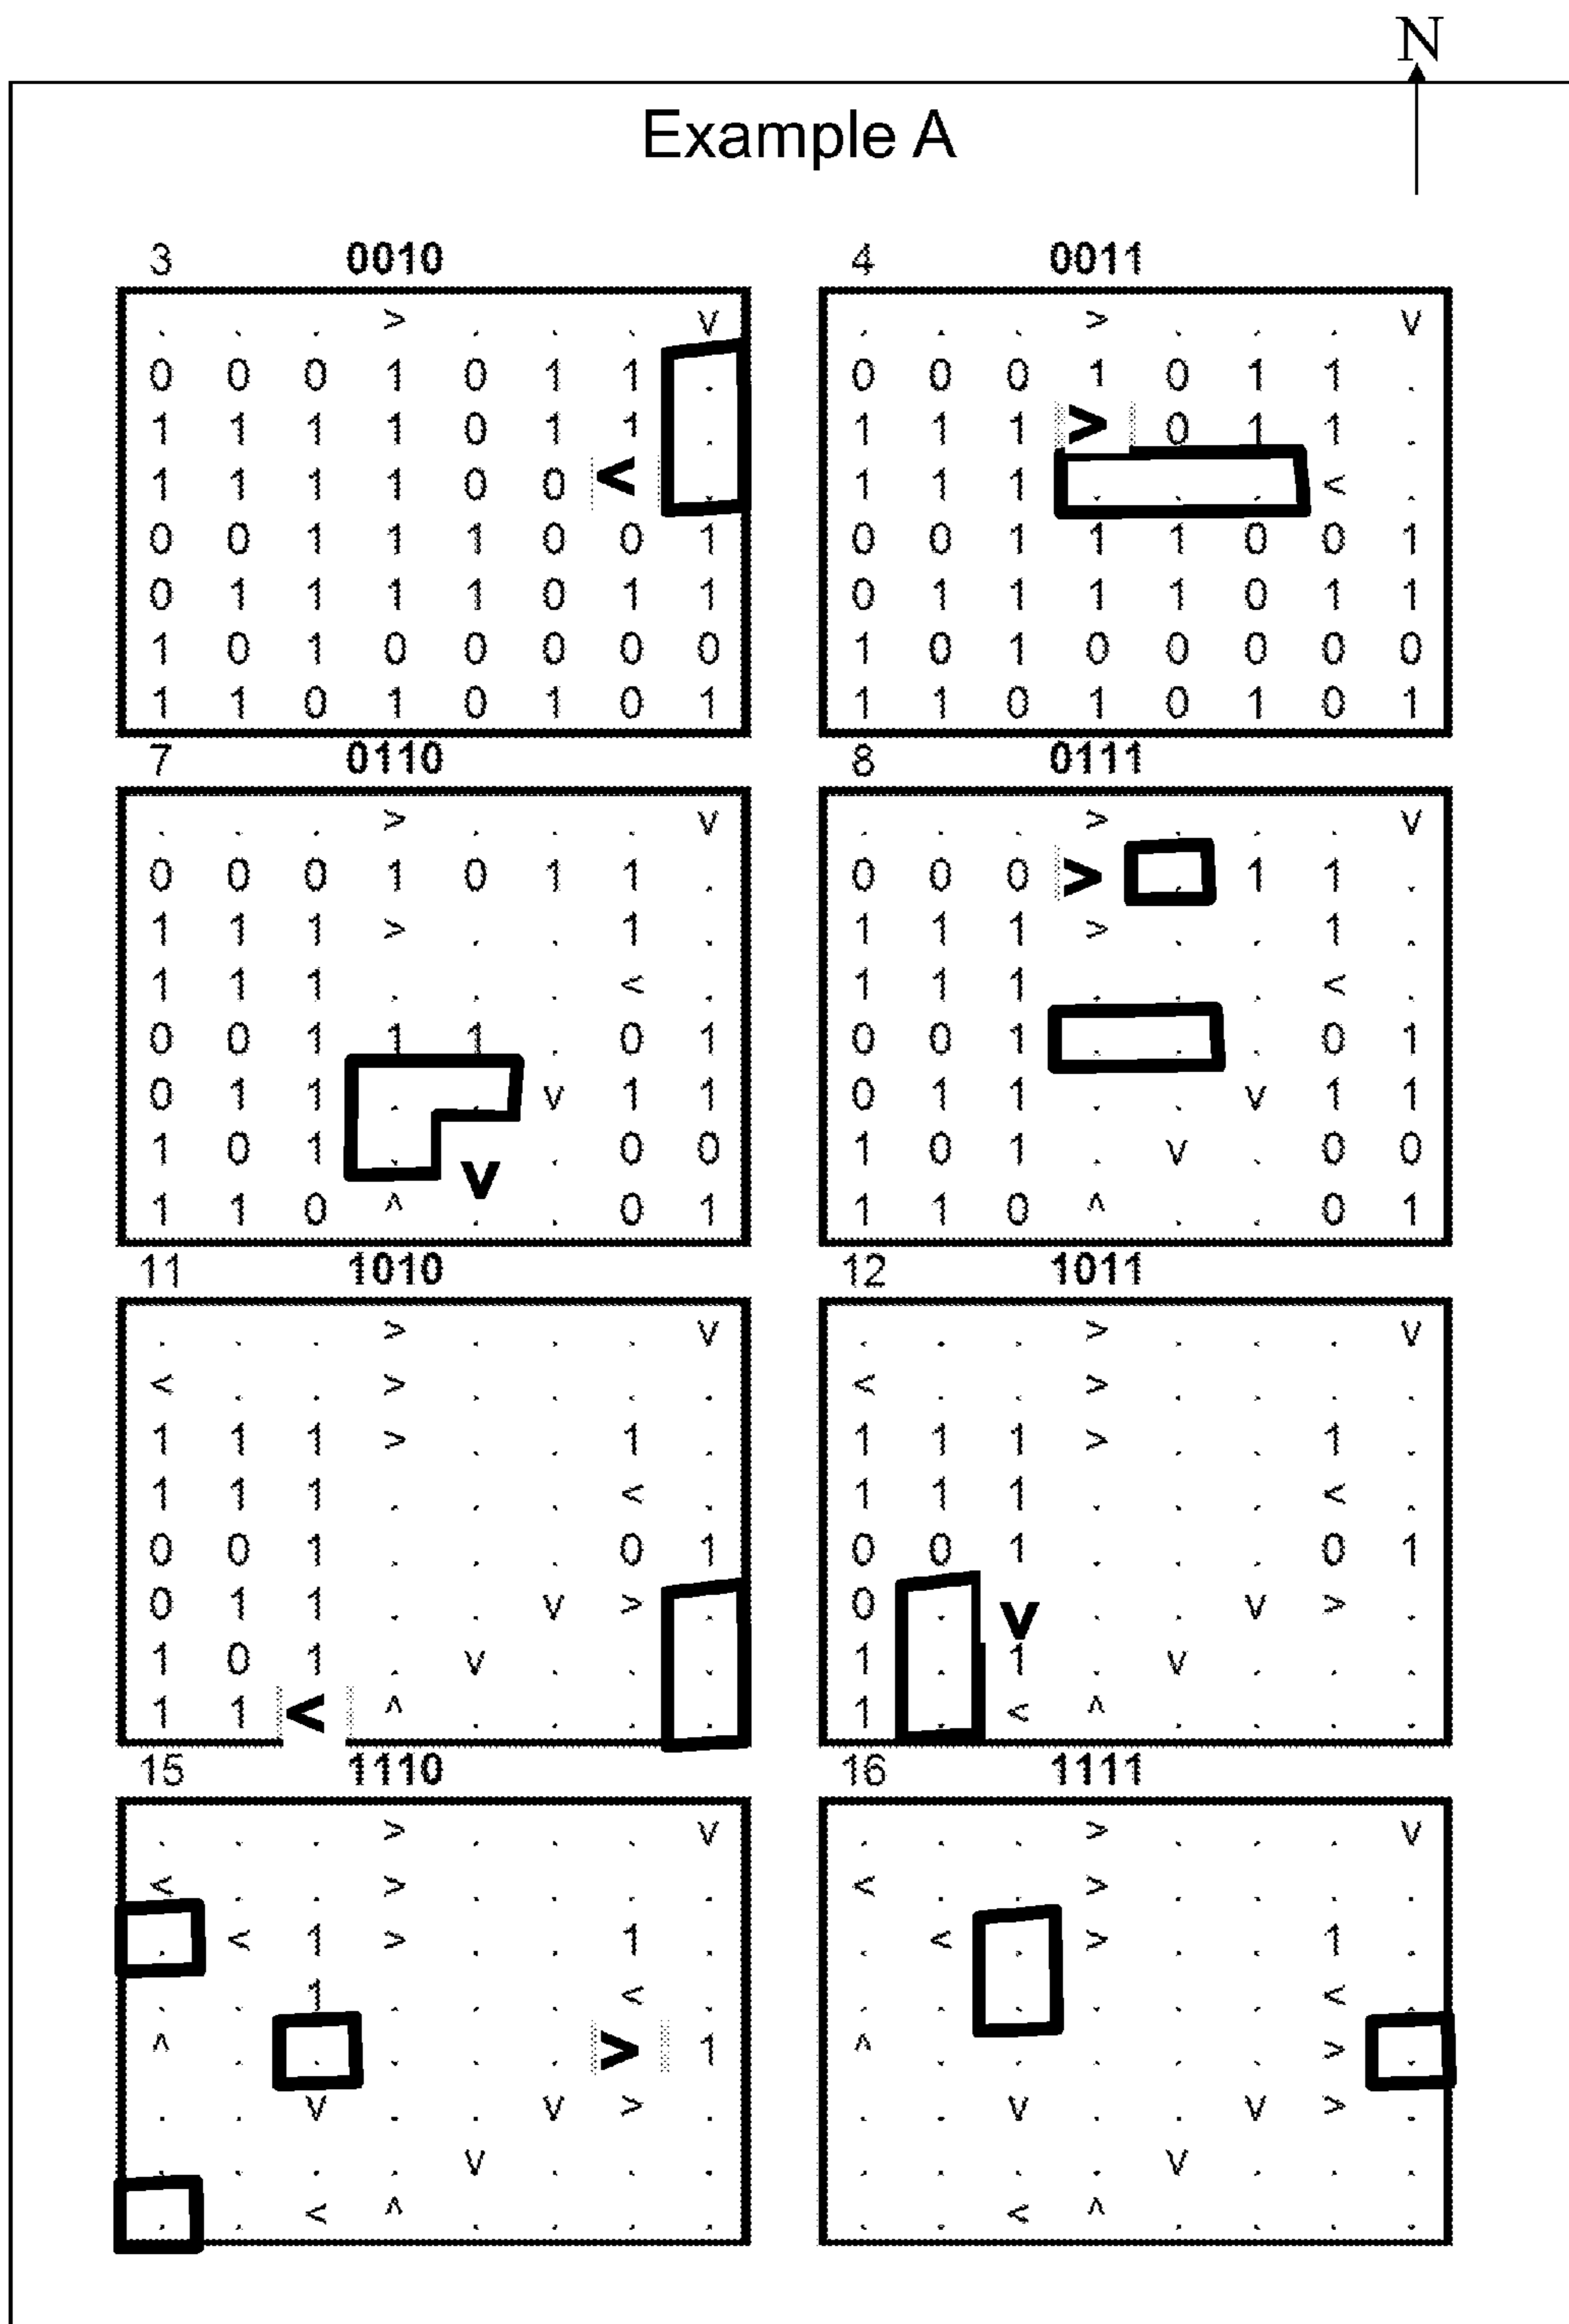 N
Example A
3 0010 4 0011
. . . > . . . v . . . > . . . v
0 0 0 1 0 1 1 . 0 0 0 1 0 1 1 .
1 1 1 1 0 1 1 . 1 1 1 > 0 1 1 .
1 1 1 1 0 0 < . 1 1 1 . . . < .
0 0 1 1 1 0 0 1 0 0 1 1 1 0 0 1
0 1 1 1 1 0 1 1 0 1 1 1 1 0 1 1
1 0 1 0 0 0 0 0 1 0 1 0 0 0 0 0
1 1 0 1 0 1 0 1 1 1 0 1 0 1 0 1
7 0110 8 0111
. . . > . . . v . . . > . . . v
0 0 0 1 0 1 1 . 0 0 0 > . 1 1 .
1 1 1 > . . 1 . 1 1 1 > . . 1 .
1 1 1 . . . < . 1 1 1 . . . < .
0 0 1 1 1 . 0 1 0 0 1 . . . 0 1
0 1 1 . . v 1 1 0 1 1 . . v 1 1
1 0 1 . v . 0 0 1 0 1 . v . 0 0
1 1 0 ^ . . 0 1 1 1 0 ^ . . 0 1
11 1010 12 1011
. . . > . . . v . . . > . . . v
< . . > . . . . < . . > . . . .
1 1 1 > . . 1 . 1 1 1 > . . 1 .
1 1 1 . . . < . 1 1 1 . . . < .
0 0 1 . . . 0 1 0 0 1 . . . 0 1
0 1 1 . . v > . 0 . v . . v > .
1 0 1 . v . . . 1 . 1 . v . . .
1 1 < ^ . . . . 1 . < ^ . . . .
15 1110 16 1111
. . . > . . . v . . . > . . . v
< . . > . . . . < . . > . . . .
. < 1 > . . 1 . . < . > . . 1 .
. . 1 . . . < . . . . . . . < .
^ . . . . . > 1 ^ . . . . . > .
. . v . . v > . . . v . . v > .
. . . . v . . . . . . . v . . .
. . < ^ . . . . . . < ^ . . . .